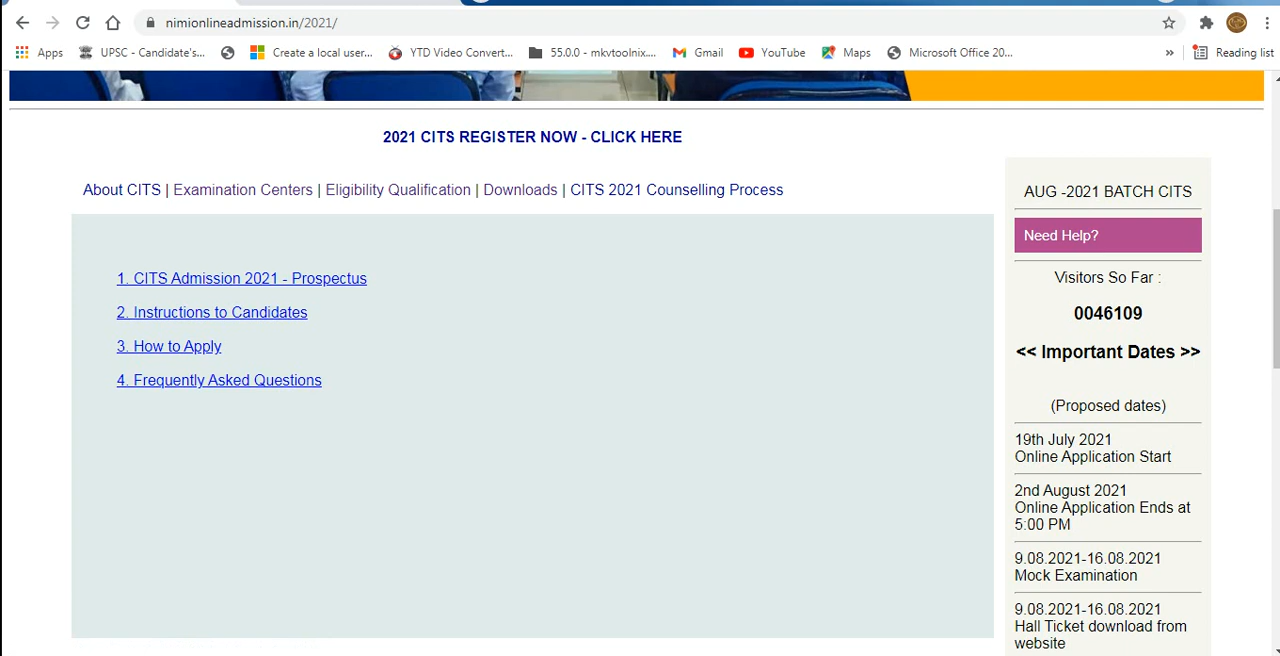 nimionlineadmission.in/2021/
Apps
UPSC - Candidate's...
Create a local user...
YTD Video Convert...
55.0.0 - mkvtoolnix....
Gmail
YouTube
Maps
Microsoft Office 20...
»
Reading list
2021 CITS REGISTER NOW - CLICK HERE
About CITS | Examination Centers | Eligibility Qualification | Downloads | CITS 2021 Counselling Process
1. CITS Admission 2021 - Prospectus
2. Instructions to Candidates
3. How to Apply
4. Frequently Asked Questions
AUG -2021 BATCH CITS
Need Help?
Visitors So Far :
0046109
<< Important Dates >>
(Proposed dates)
19th July 2021
Online Application Start
2nd August 2021
Online Application Ends at
5:00 PM
9.08.2021-16.08.2021
Mock Examination
9.08.2021-16.08.2021
Hall Ticket download from
website